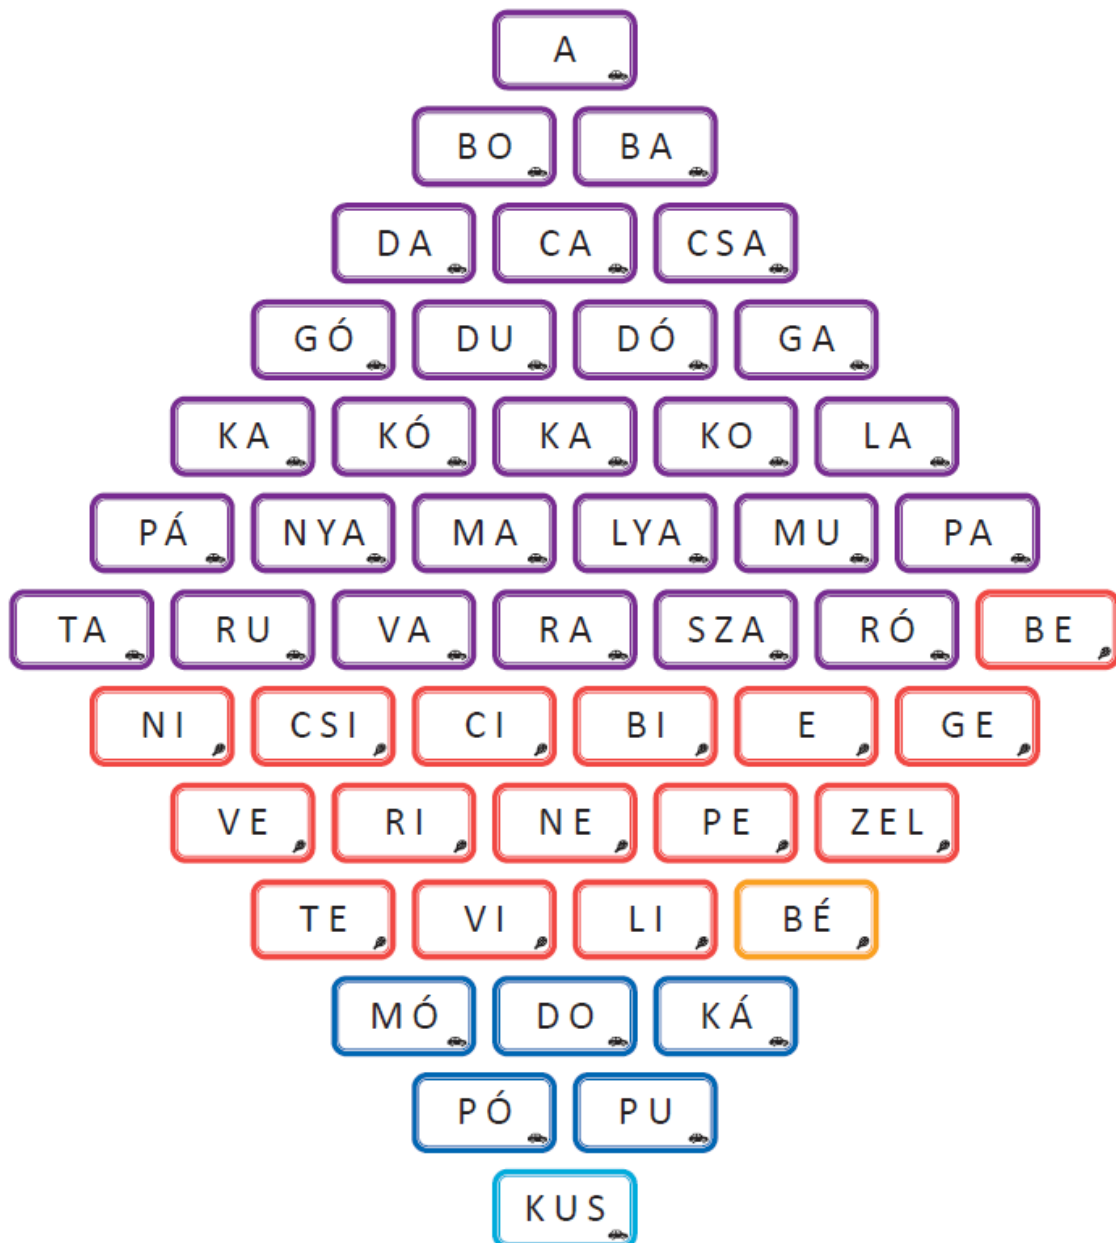 A
BO BA
DA CA CSA
GÓ DU DÓ GA
KA KÓ KA KO LA
PÁ NYA MA LYA MU PA
TA RU VA RA SZA RÓ BE
NI CSI CI BI E GE
VE RI NE PE ZEL
TE VI LI BÉ
MÓ DO KÁ
PÓ PU
KUS